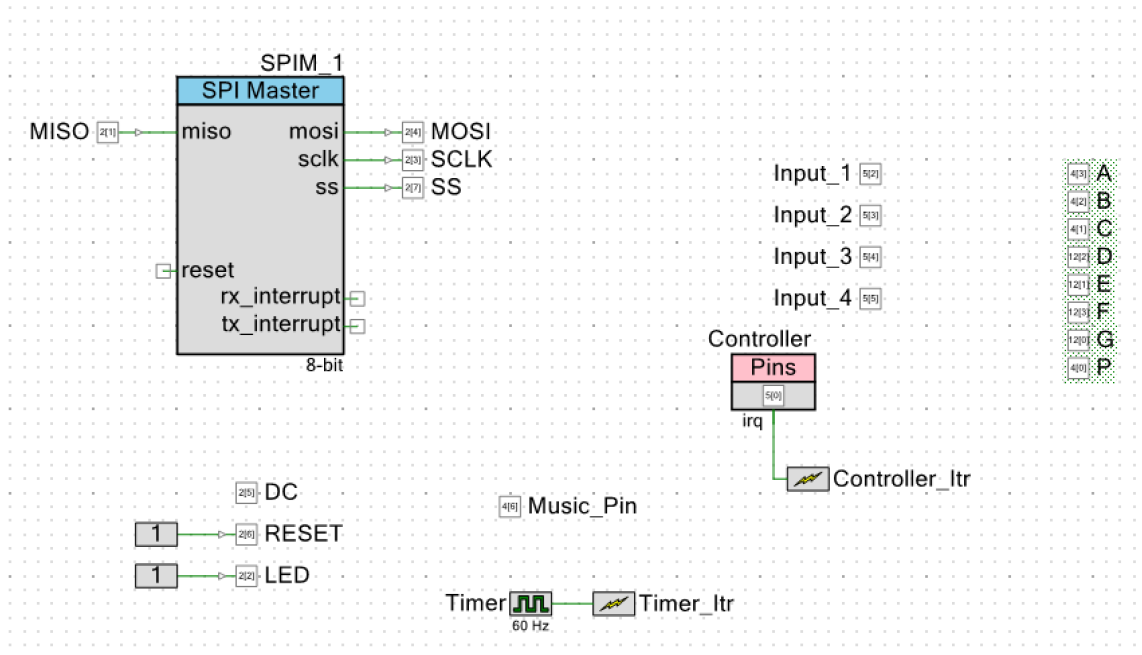 SPIM_1
SPI Master
MISO 2[1] miso mosi 2[4] MOSI
sclk 2[3] SCLK
ss 2[7] SS
reset
rx_interrupt
tx_interrupt
8-bit
Input_1 5[2]
Input_2 5[3]
Input_3 5[4]
Input_4 5[5]
4[3] A
4[2] B
4[1] C
12[2] D
12[1] E
12[3] F
12[0] G
4[0] P
Controller
Pins
5[0]
irq
Controller_Itr
2[5] DC
1 2[6] RESET
1 2[2] LED
4[6] Music_Pin
Timer Timer_Itr
60 Hz